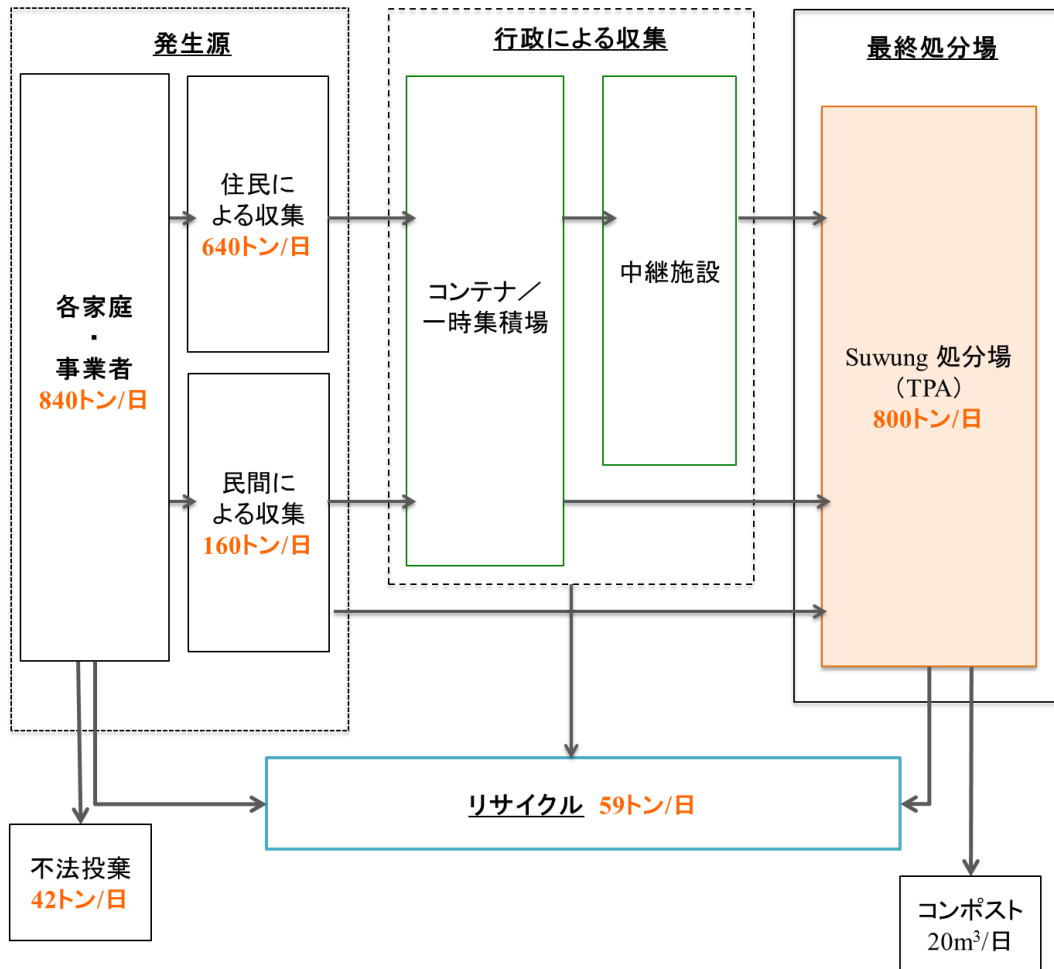 発生源
各家庭
・
事業者
840トン/日
住民に
よる収集
640トン/日
民間に
よる収集
160トン/日
行政による収集
コンテナ／
一時集積場
中継施設
最終処分場
Suwung 処分場
（TPA）
800トン/日
リサイクル 59トン/日
不法投棄
42トン/日
コンポスト
20m³/日